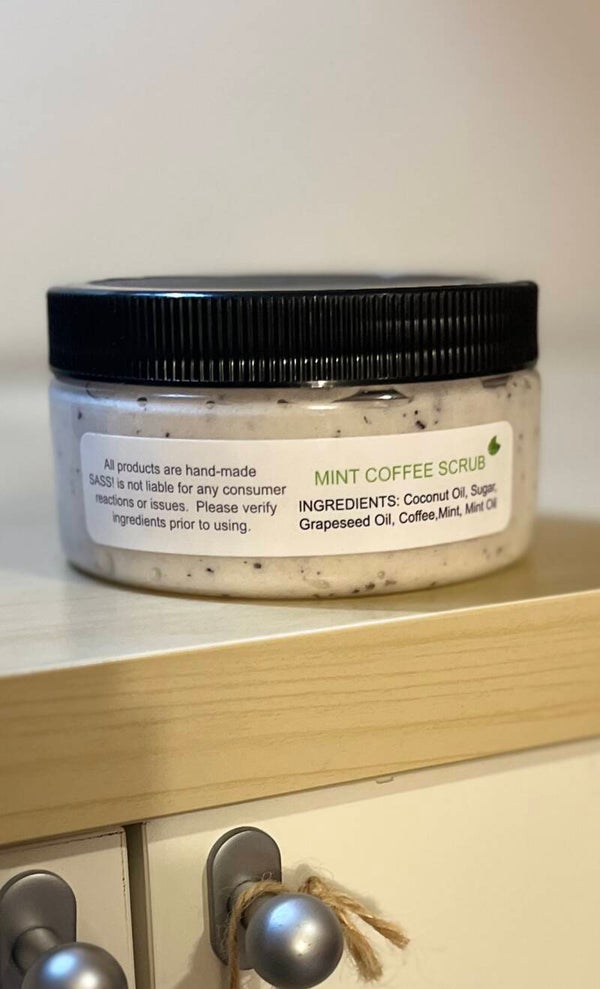 All products are hand-made
SASS! is not liable for any consumer
reactions or issues. Please verify
ingredients prior to using.
MINT COFFEE SCRUB
INGREDIENTS: Coconut Oil, Sugar,
Grapeseed Oil, Coffee,Mint, Mint Oil